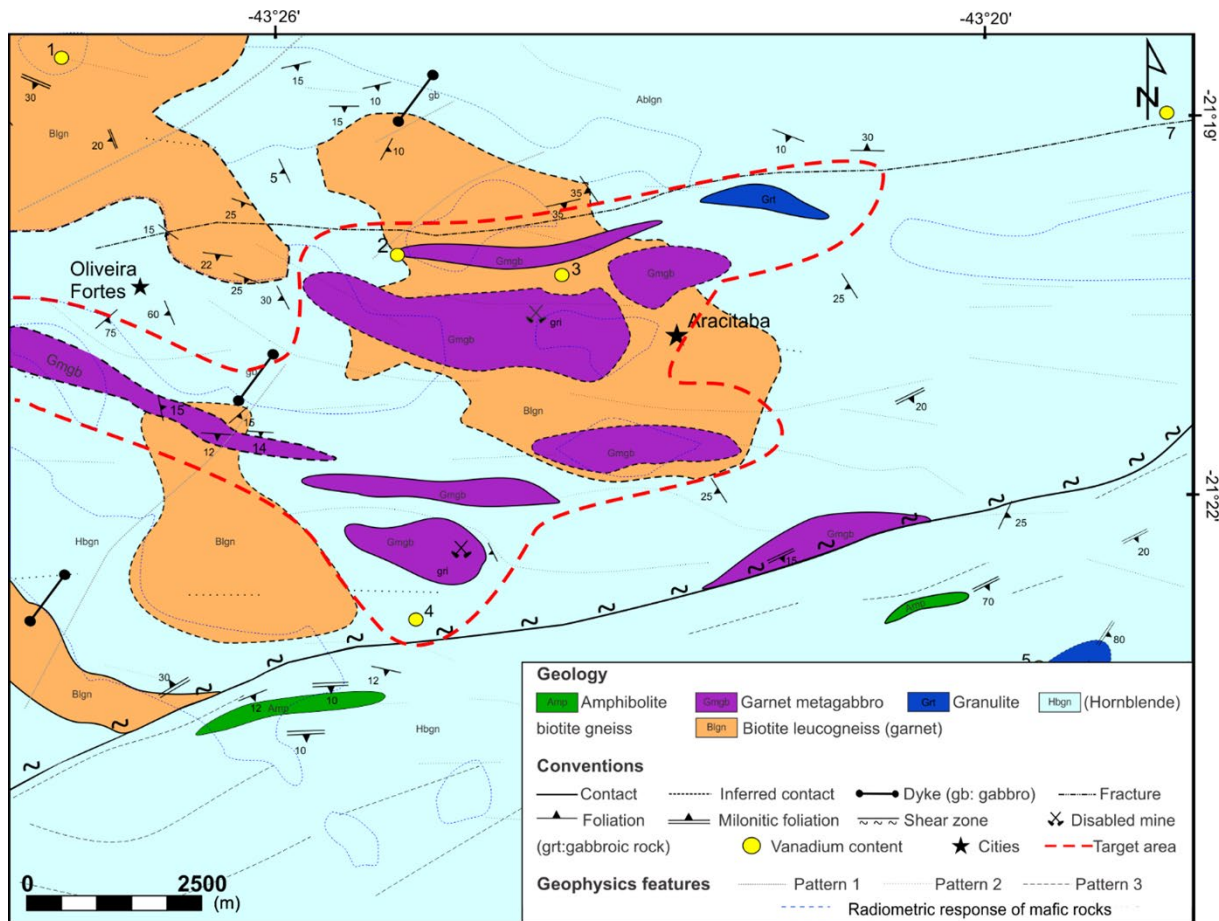 -43°26'
-43°20'
1
30
Blgn
20
15
10
gb
15
10
Ablgn
N
-21°19'
7
10
30
5
25
15
22
25
30
35
35
Grt
2
Gmgb
3
Gmgb
Oliveira
Fortes
60
75
gri
Gmgb
Aracitaba
25
gb
Gmgb
15
15
12
14
Blgn
20
Gmgb
25
-21°22'
Gmgb
Hbgn
Blgn
Gmgb
gri
Gmgb
15
25
20
Amp
70
4
80
5
Blgn
30
12
10
12
Amp
10
Hbgn
Geology
Amp Amphibolite Gmgb Garnet metagabbro Grt Granulite Hbgn (Hornblende)
biotite gneiss Blgn Biotite leucogneiss (garnet)
Conventions
Contact Inferred contact Dyke (gb: gabbro) Fracture
Foliation Milonitic foliation Shear zone Disabled mine
(grt:gabbroic rock) Vanadium content Cities Target area
Geophysics features Pattern 1 Pattern 2 Pattern 3
Radiometric response of mafic rocks
0 2500
(m)